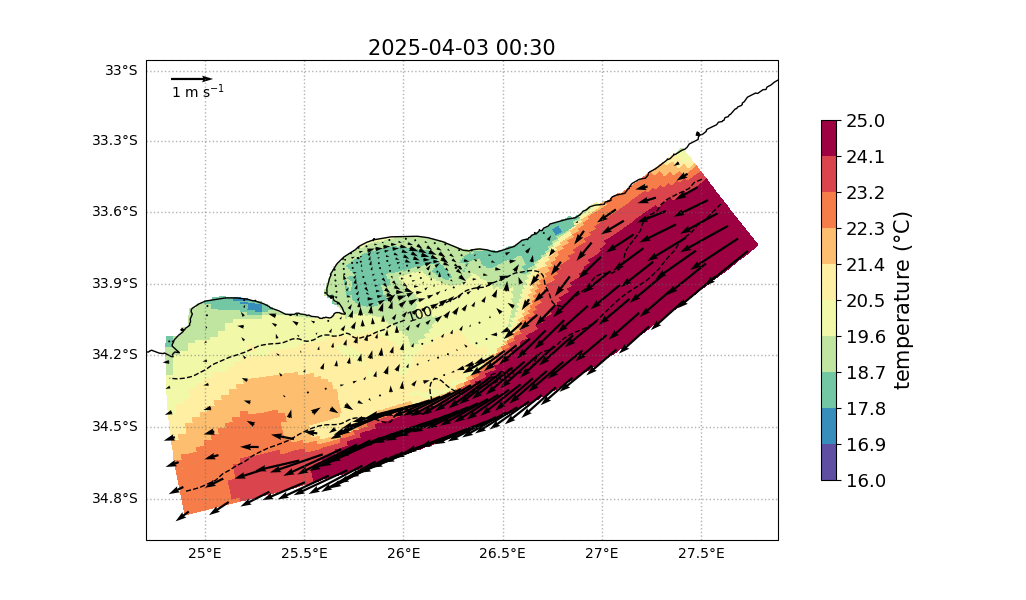 2025-04-03 00:30
1 m s⁻¹
33°S
33.3°S
33.6°S
33.9°S
34.2°S
34.5°S
34.8°S
100
25°E
25.5°E
26°E
26.5°E
27°E
27.5°E
25.0
24.1
23.2
22.3
21.4
20.5
19.6
18.7
17.8
16.9
16.0
temperature (°C)